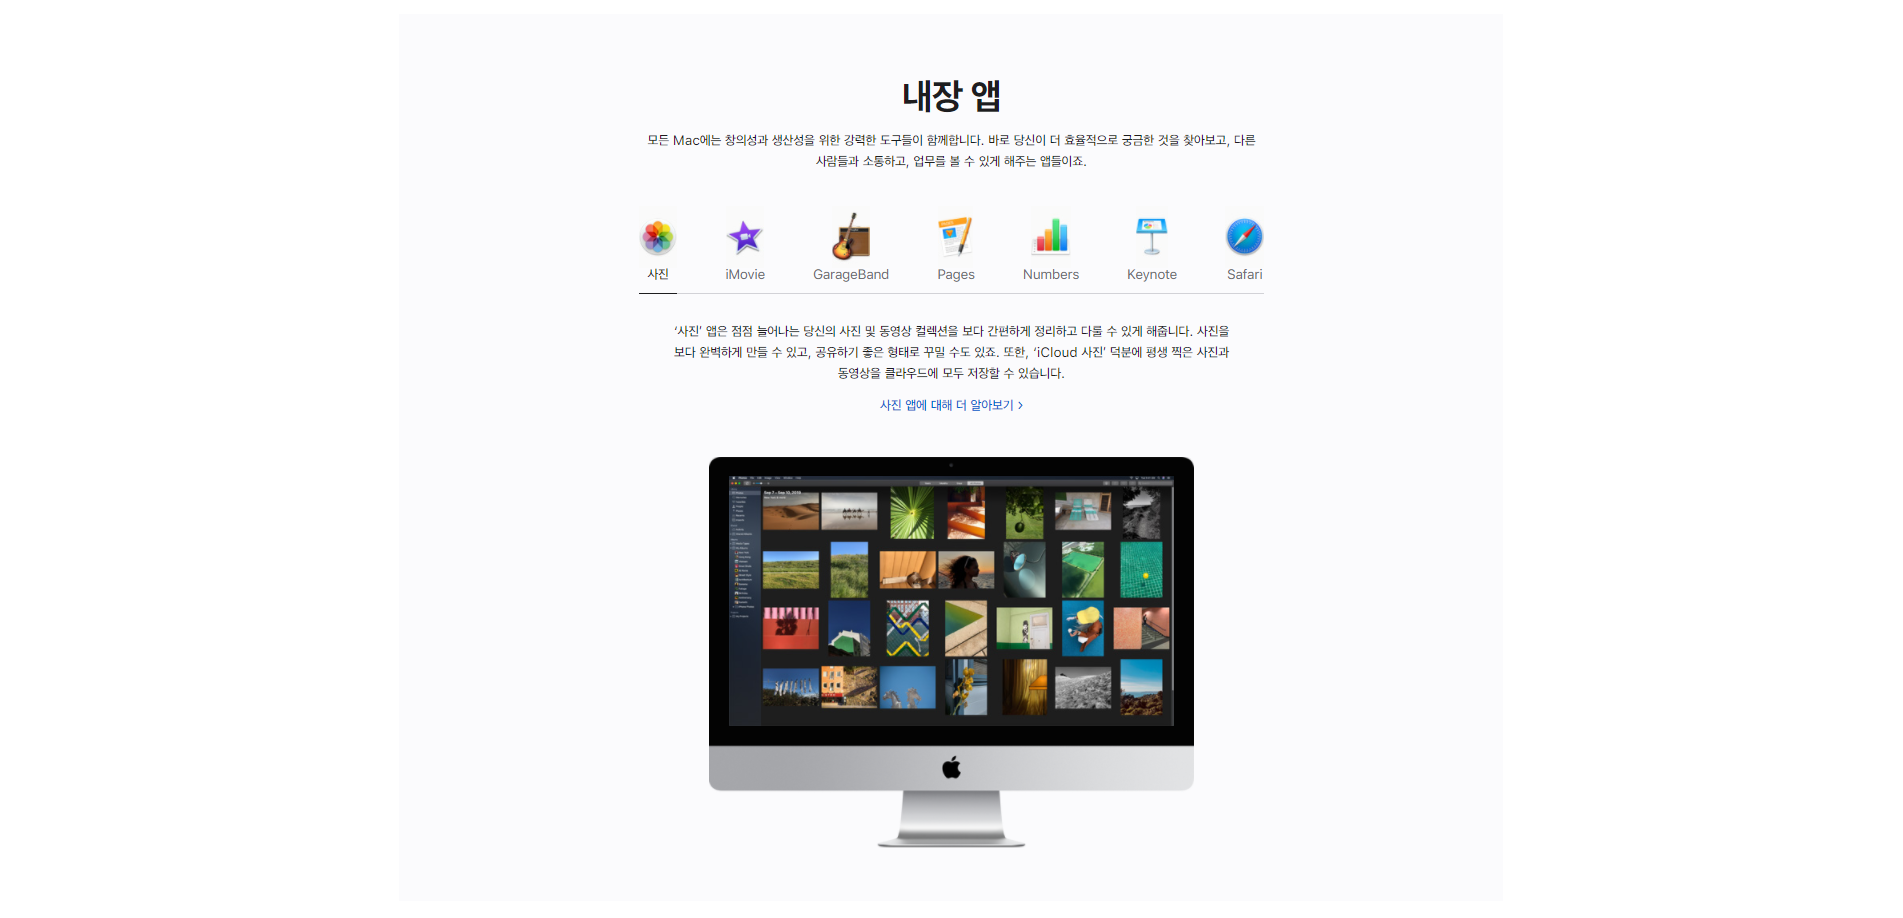 내장 앱
모든 Mac에는 창의성과 생산성을 위한 강력한 도구들이 함께합니다. 바로 당신이 더 효율적으로 궁금한 것을 찾아보고, 다른
사람들과 소통하고, 업무를 볼 수 있게 해주는 앱들이죠.
사진
iMovie
GarageBand
Pages
Numbers
Keynote
Safari
‘사진’ 앱은 점점 늘어나는 당신의 사진 및 동영상 컬렉션을 보다 간편하게 정리하고 다룰 수 있게 해줍니다. 사진을
보다 완벽하게 만들 수 있고, 공유하기 좋은 형태로 꾸밀 수도 있죠. 또한, ‘iCloud 사진’ 덕분에 평생 찍은 사진과
동영상을 클라우드에 모두 저장할 수 있습니다.
사진 앱에 대해 더 알아보기 >